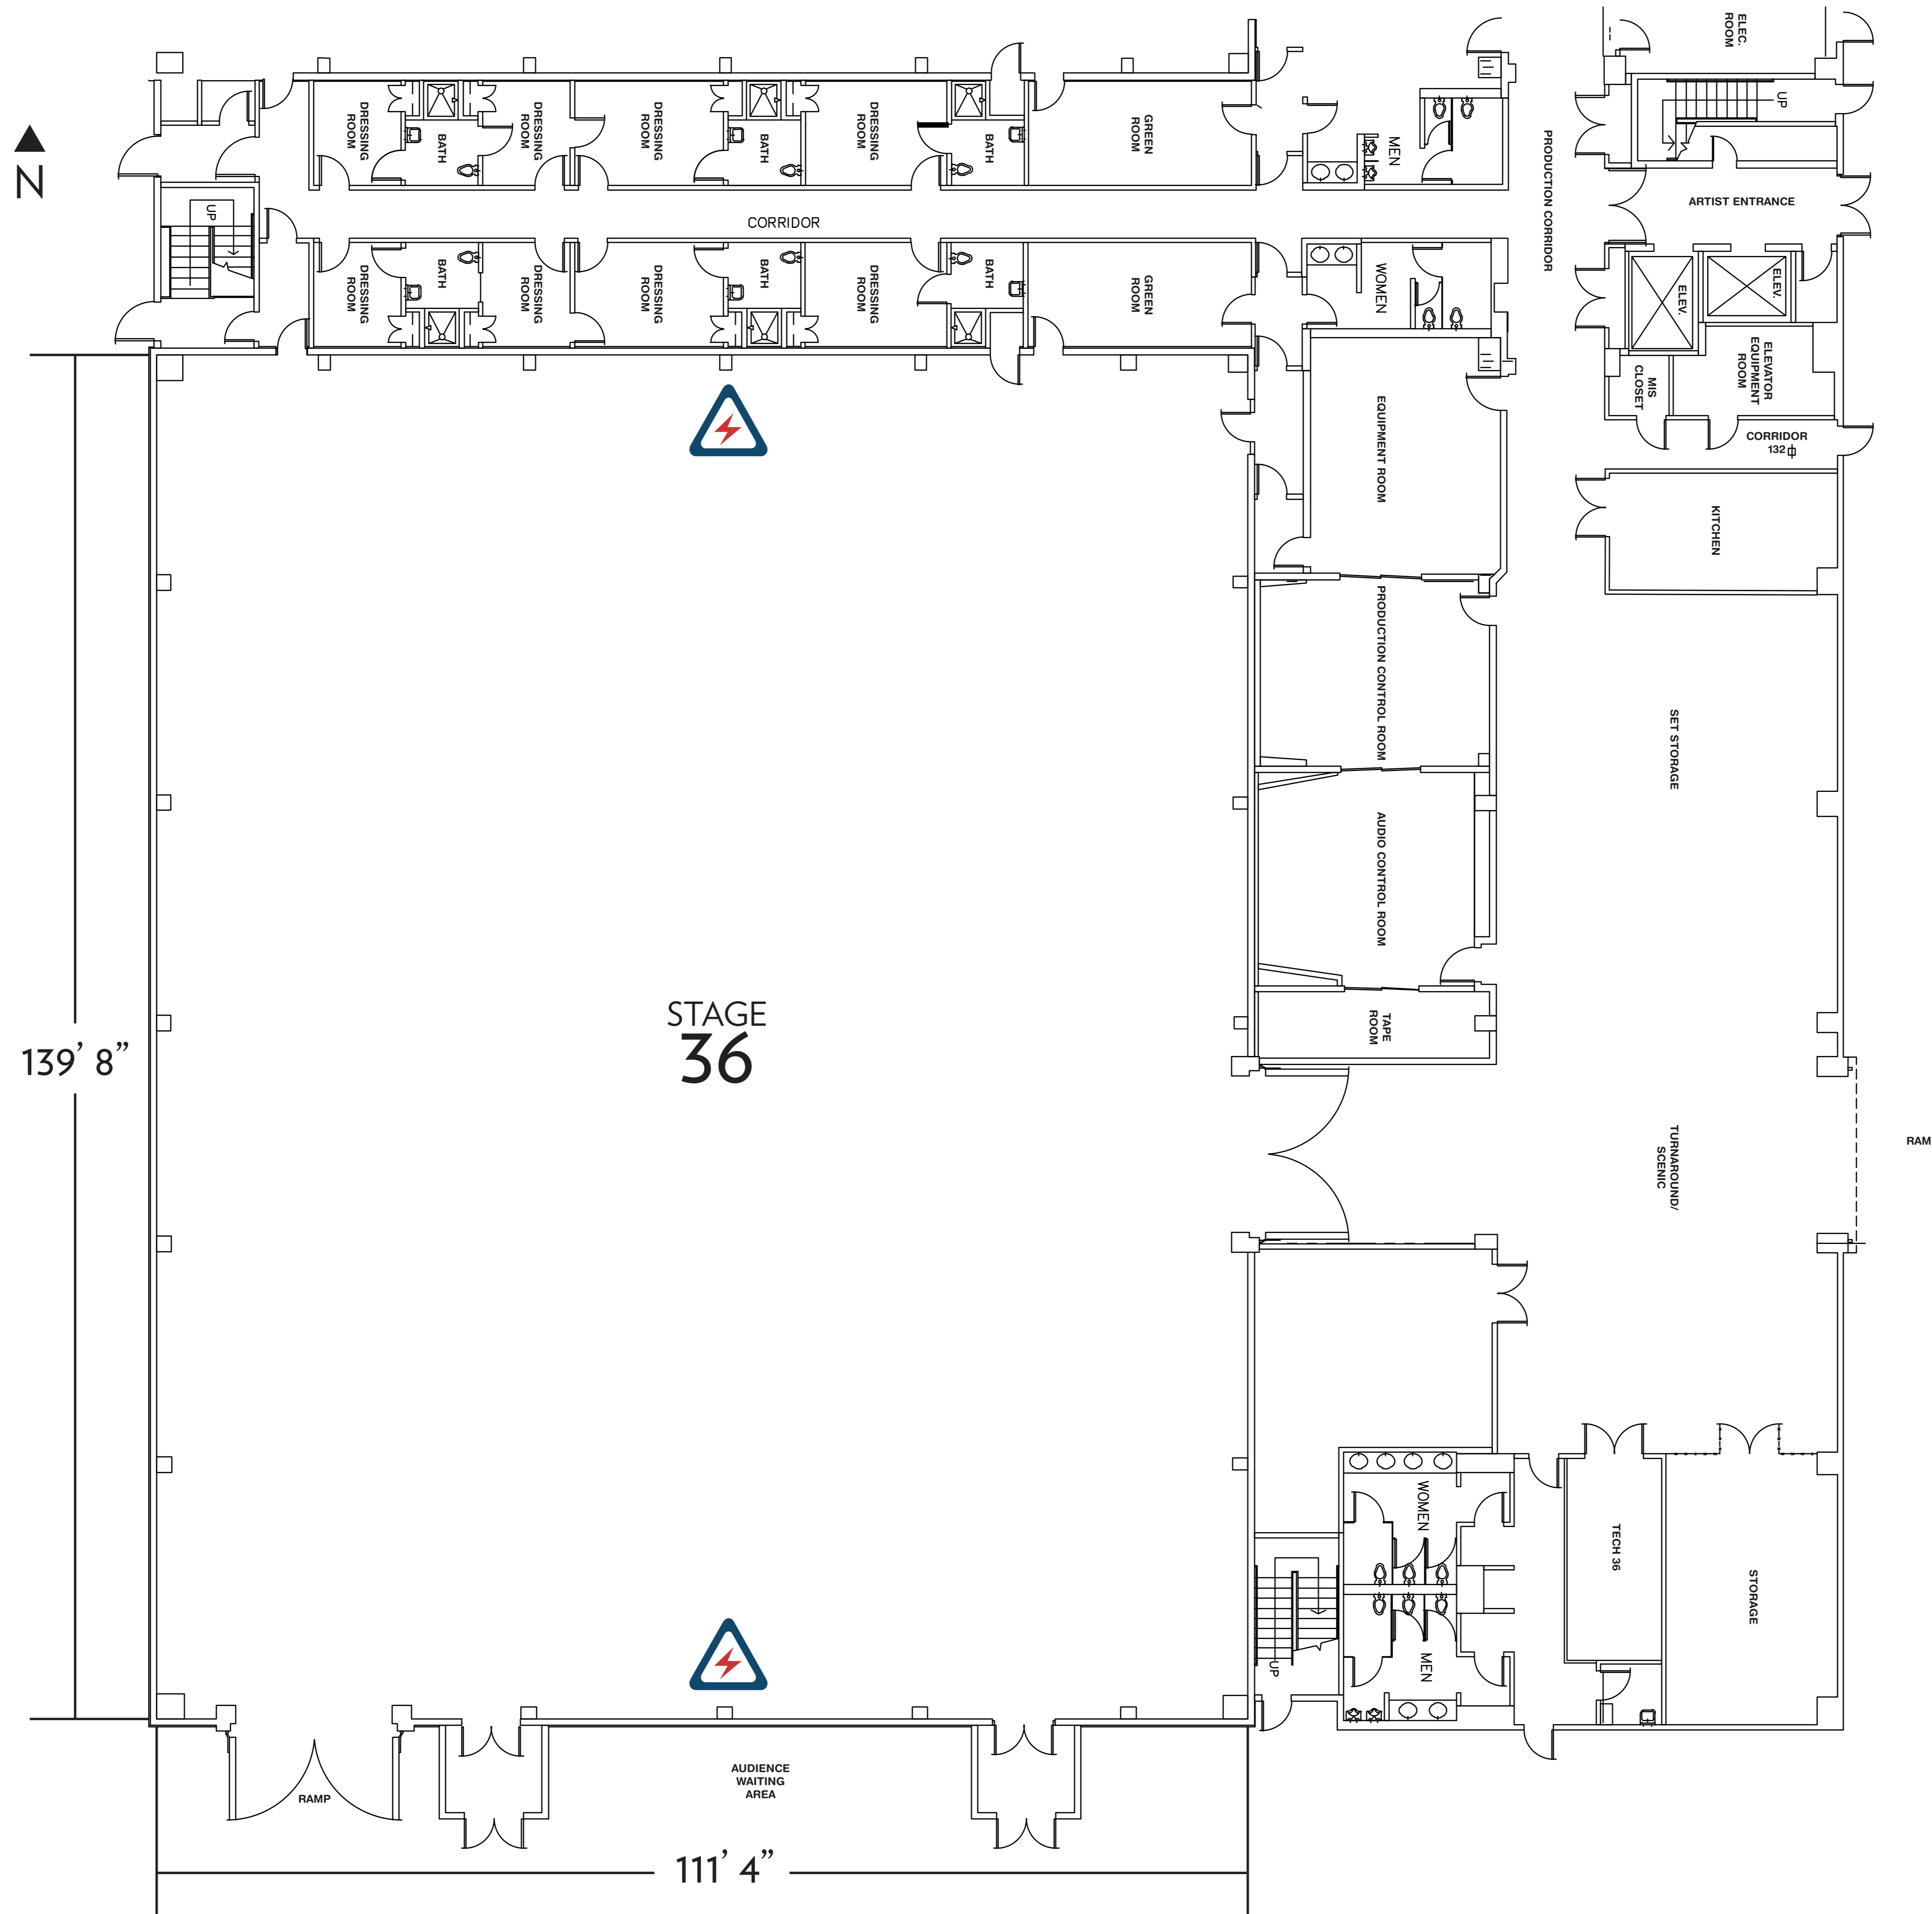 ELEC.
ROOM
UP
N
DRESSING
ROOM
BATH
DRESSING
ROOM
DRESSING
ROOM
BATH
DRESSING
ROOM
BATH
GREEN
ROOM
MEN
PRODUCTION CORRIDOR
ARTIST ENTRANCE
UP
CORRIDOR
DRESSING
ROOM
BATH
DRESSING
ROOM
DRESSING
ROOM
BATH
DRESSING
ROOM
BATH
GREEN
ROOM
WOMEN
ELEV.
ELEV.
ELEVATOR
EQUIPMENT
ROOM
MIS
CLOSET
CORRIDOR
132
EQUIPMENT ROOM
KITCHEN
PRODUCTION CONTROL ROOM
SET STORAGE
AUDIO CONTROL ROOM
STAGE
36
TAPE
ROOM
139’ 8”
TURNAROUND/
SCENIC
RAM
WOMEN
TECH 36
STORAGE
MEN
UP
AUDIENCE
WAITING
AREA
RAMP
111’ 4”